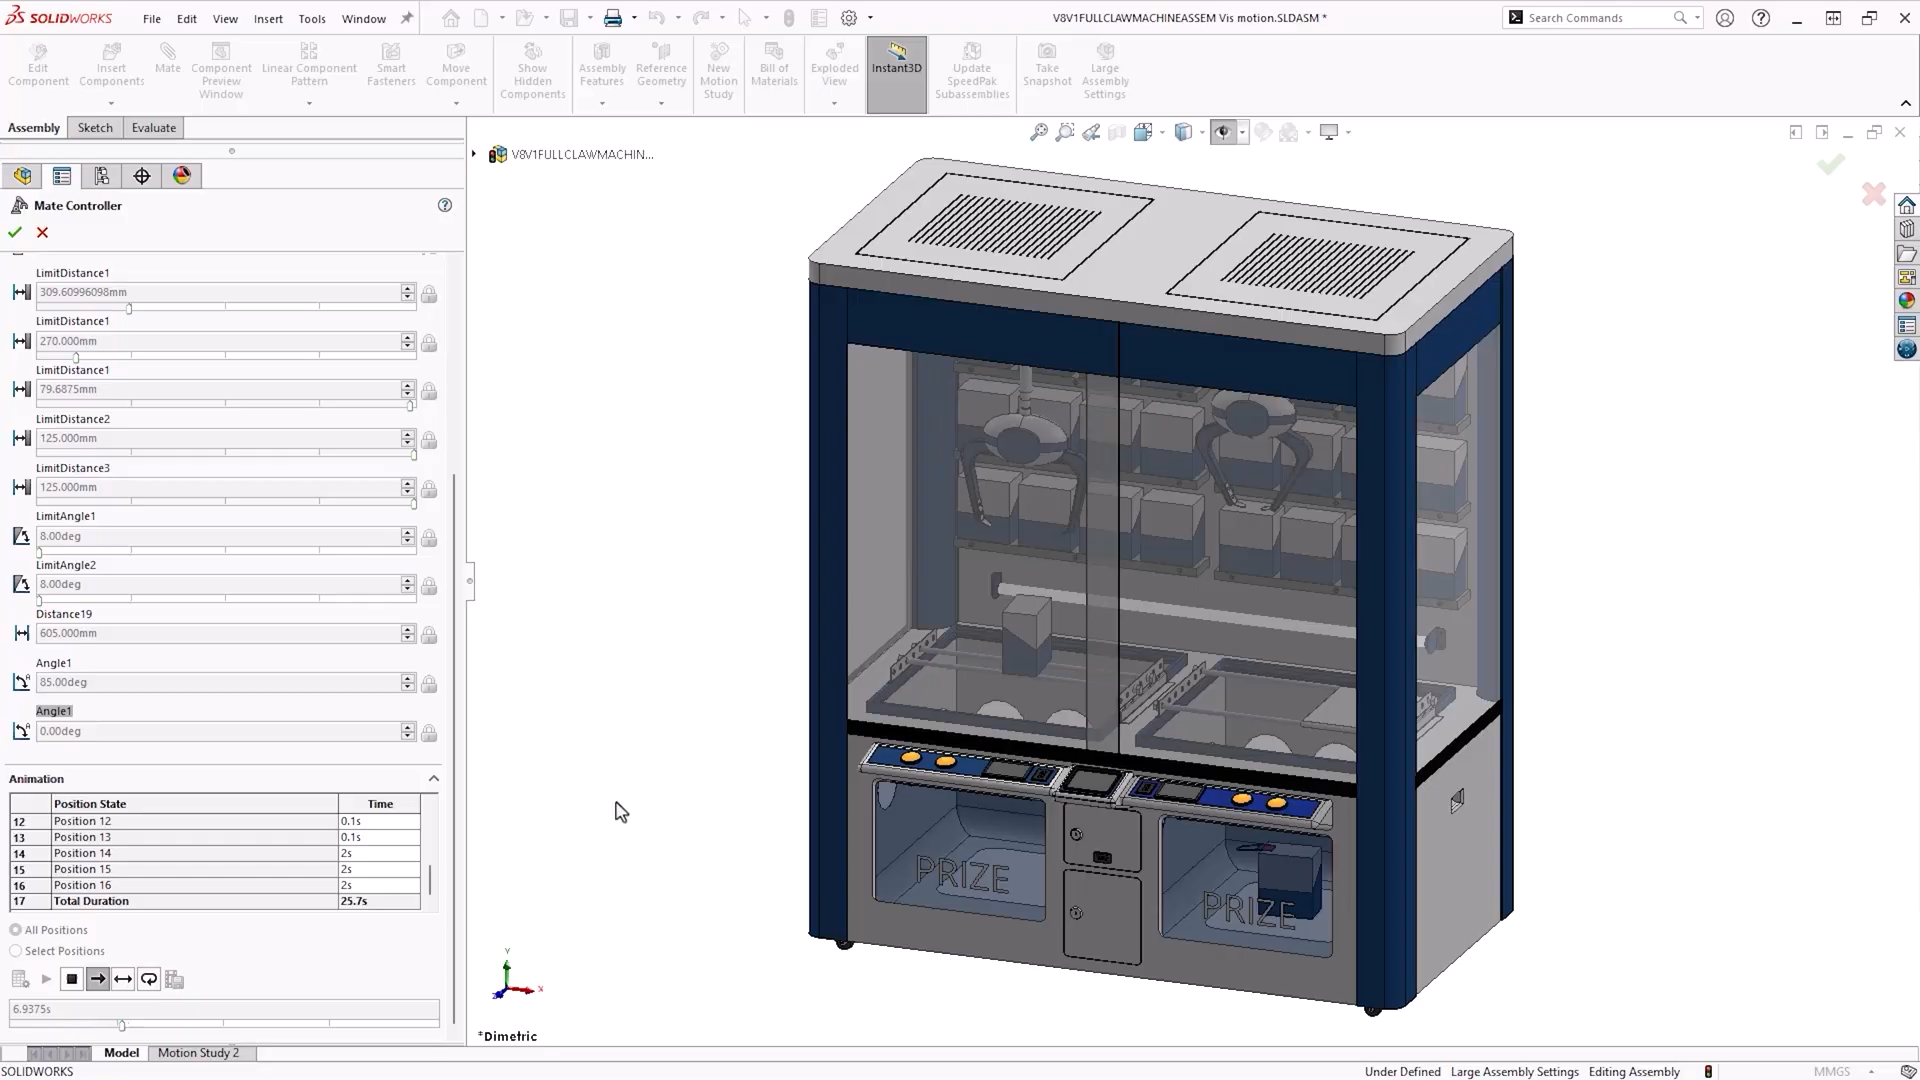 SOLIDWORKS
File Edit View Insert Tools Window
V8V1FULLCLAWMACHINEASSEM Vis motion.SLDASM *
Search Commands
Edit Component
Insert Components
Mate
Component Preview Window
Linear Component Pattern
Smart Fasteners
Move Component
Show Hidden Components
Assembly Features
Reference Geometry
New Motion Study
Bill of Materials
Exploded View
Instant3D
Update SpeedPak Subassemblies
Take Snapshot
Large Assembly Settings
Assembly Sketch Evaluate
V8V1FULLCLAWMACHIN...
Mate Controller
LimitDistance1
309.60996098mm
LimitDistance1
270.000mm
LimitDistance1
79.6875mm
LimitDistance2
125.000mm
LimitDistance3
125.000mm
LimitAngle1
8.00deg
LimitAngle2
8.00deg
Distance19
605.000mm
Angle1
85.00deg
Angle1
0.00deg
Animation
Position State Time
12 Position 12 0.1s
13 Position 13 0.1s
14 Position 14 2s
15 Position 15 2s
16 Position 16 2s
17 Total Duration 25.7s
All Positions
Select Positions
6.9375s
PRIZE
PRIZE
Y
X
Z
*Dimetric
Model Motion Study 2
SOLIDWORKS
Under Defined Large Assembly Settings Editing Assembly MMGS